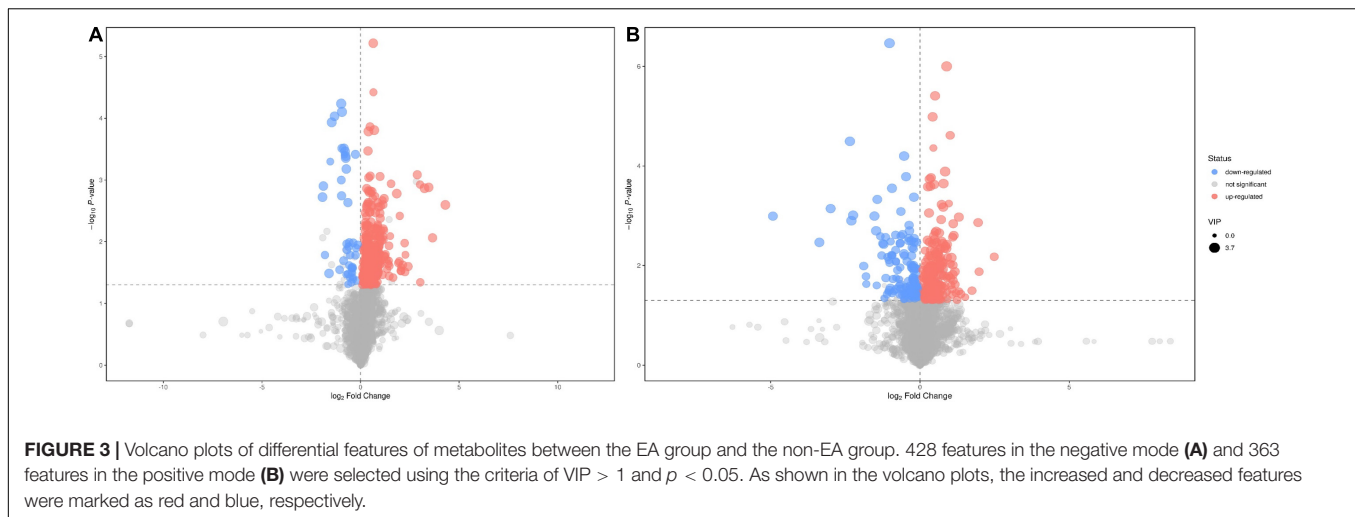 A
5
4
3
2
1
0
-log10 P-value
-10
-5
0
5
10
log2 Fold Change
B
6
4
2
0
-log10 P-value
-5
0
5
log2 Fold Change
Status
down-regulated
not significant
up-regulated
VIP
0.0
3.7
FIGURE 3 | Volcano plots of differential features of metabolites between the EA group and the non-EA group. 428 features in the negative mode (A) and 363
features in the positive mode (B) were selected using the criteria of VIP > 1 and p < 0.05. As shown in the volcano plots, the increased and decreased features
were marked as red and blue, respectively.